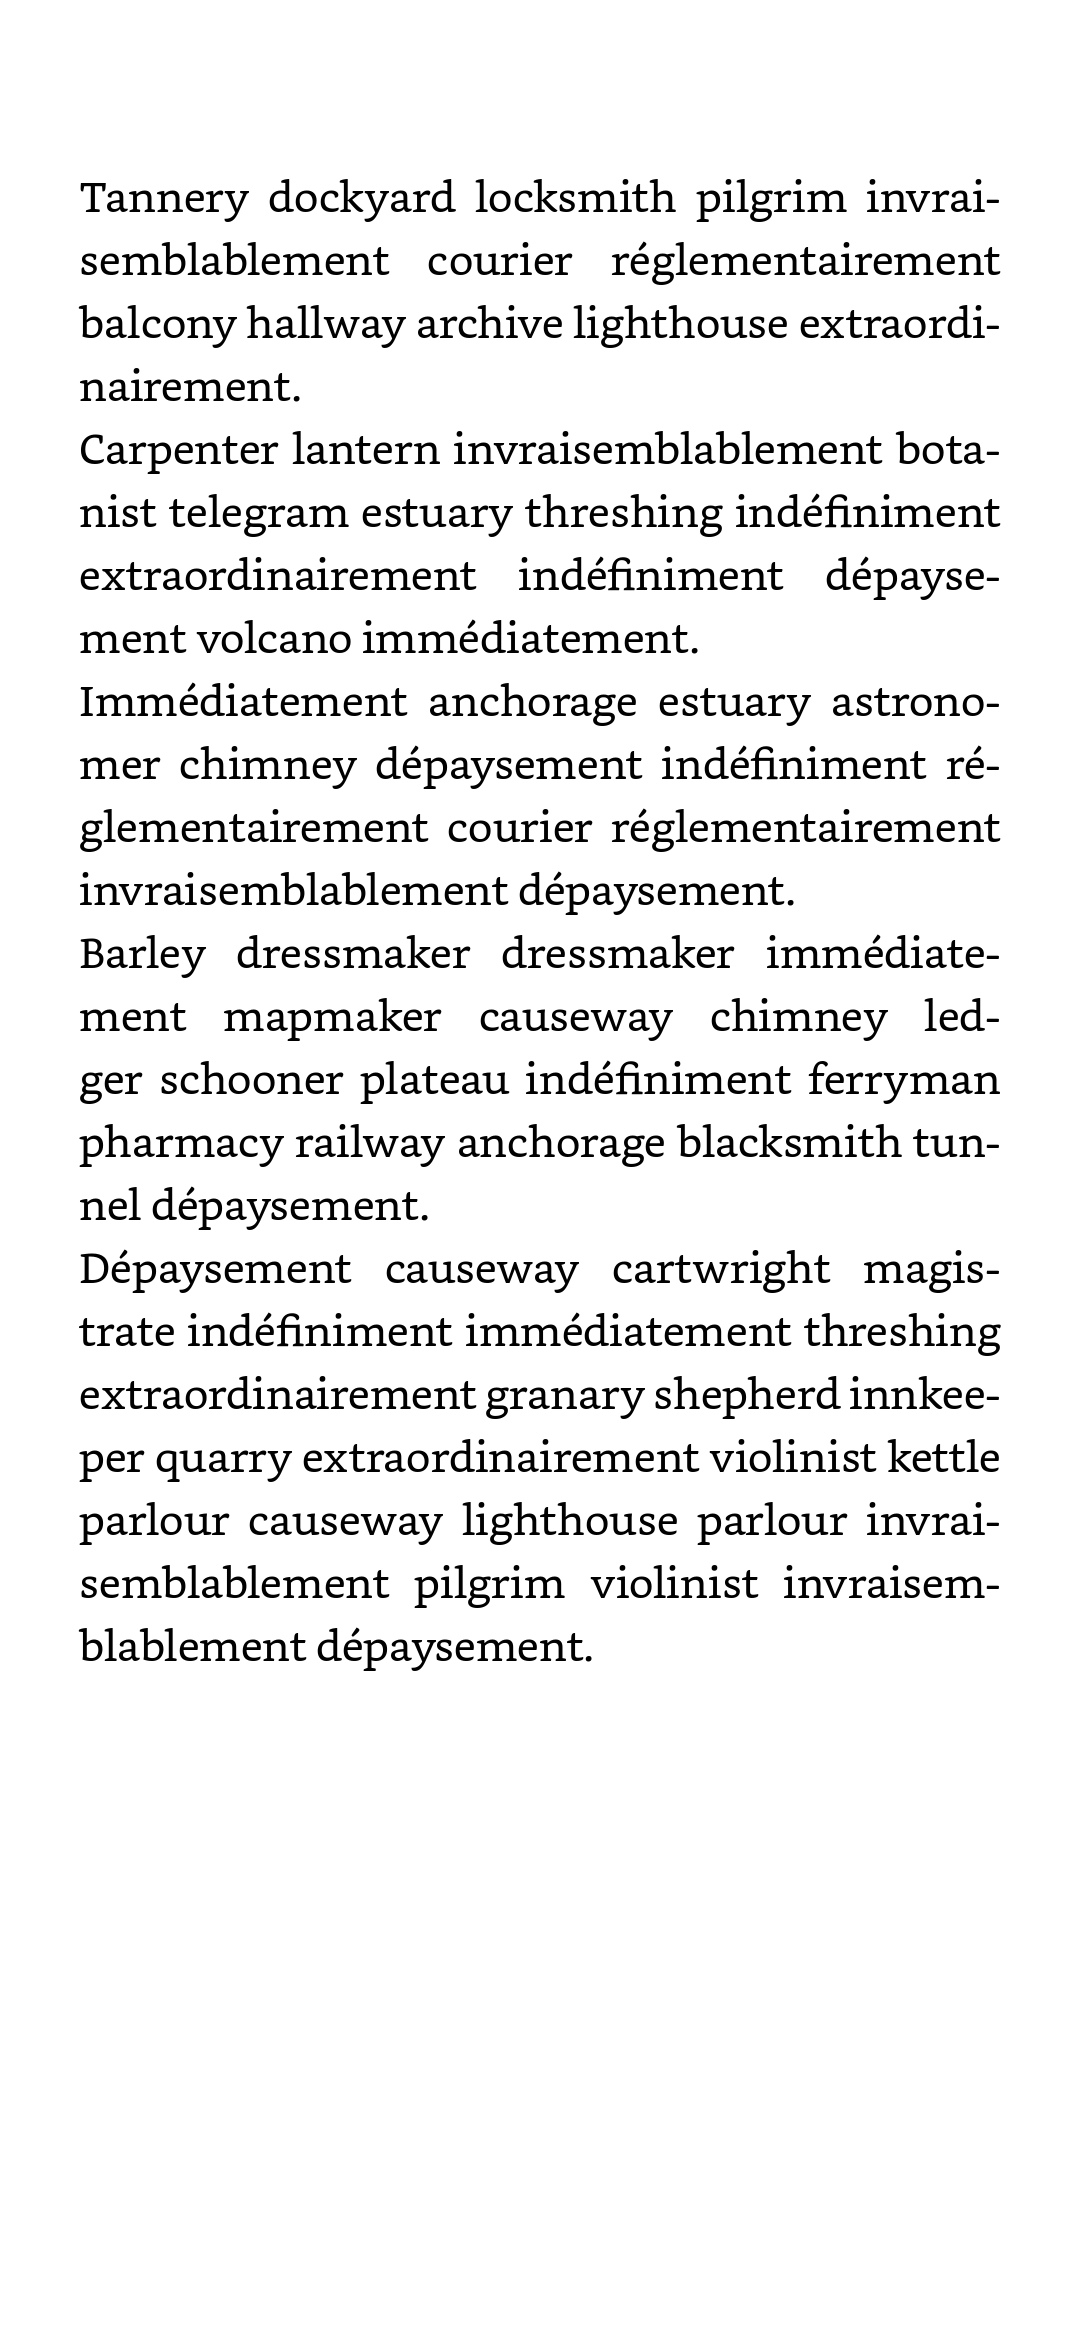 Tannery dockyard locksmith pilgrim invrai-
semblablement courier réglementairement
balcony hallway archive lighthouse extraordi-
nairement.
Carpenter lantern invraisemblablement bota-
nist telegram estuary threshing indéfiniment
extraordinairement indéfiniment dépayse-
ment volcano immédiatement.
Immédiatement anchorage estuary astrono-
mer chimney dépaysement indéfiniment ré-
glementairement courier réglementairement
invraisemblablement dépaysement.
Barley dressmaker dressmaker immédiate-
ment mapmaker causeway chimney led-
ger schooner plateau indéfiniment ferryman
pharmacy railway anchorage blacksmith tun-
nel dépaysement.
Dépaysement causeway cartwright magis-
trate indéfiniment immédiatement threshing
extraordinairement granary shepherd innkee-
per quarry extraordinairement violinist kettle
parlour causeway lighthouse parlour invrai-
semblablement pilgrim violinist invraisem-
blablement dépaysement.